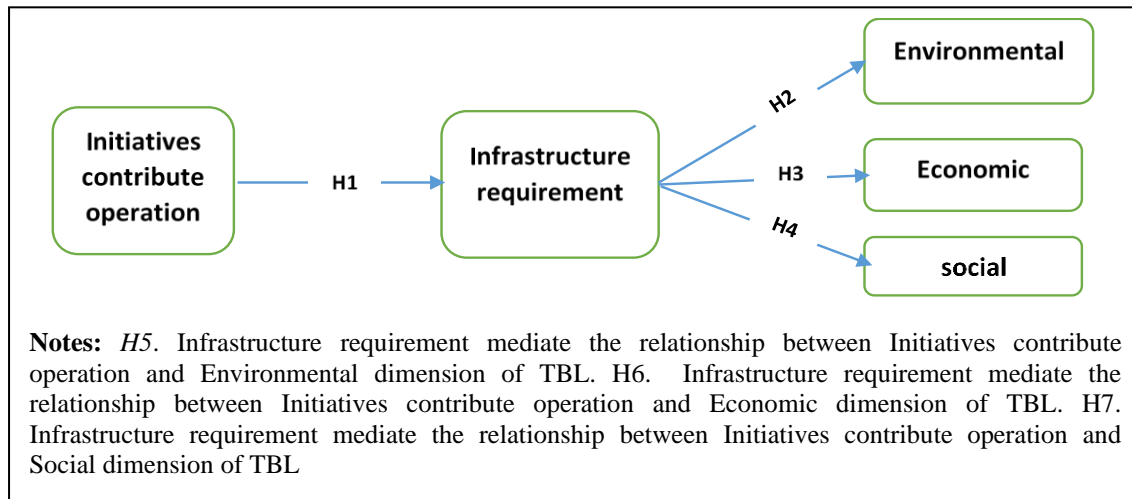 Environmental
H2
Initiatives
contribute
operation
H1
Infrastructure
requirement
H3
Economic
H4
social
Notes: H5. Infrastructure requirement mediate the relationship between Initiatives contribute
operation and Environmental dimension of TBL. H6. Infrastructure requirement mediate the
relationship between Initiatives contribute operation and Economic dimension of TBL. H7.
Infrastructure requirement mediate the relationship between Initiatives contribute operation and
Social dimension of TBL